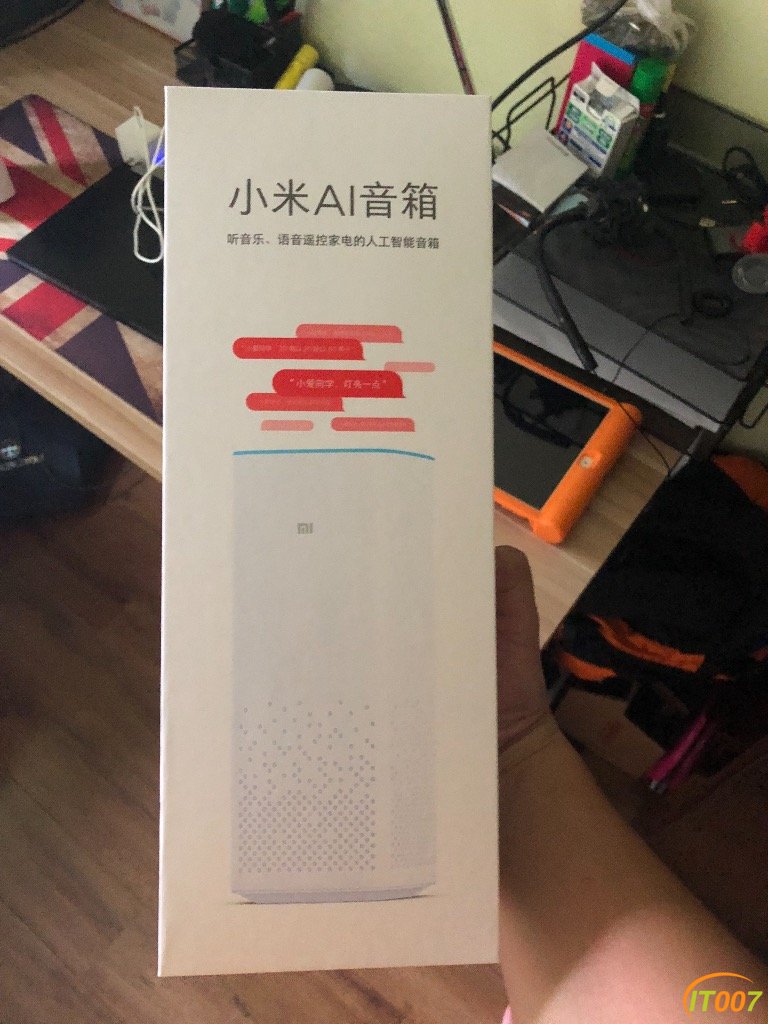 小米AI音箱
听音乐、语音遥控家电的人工智能音箱
“小爱同学，灯亮一点”
IT007